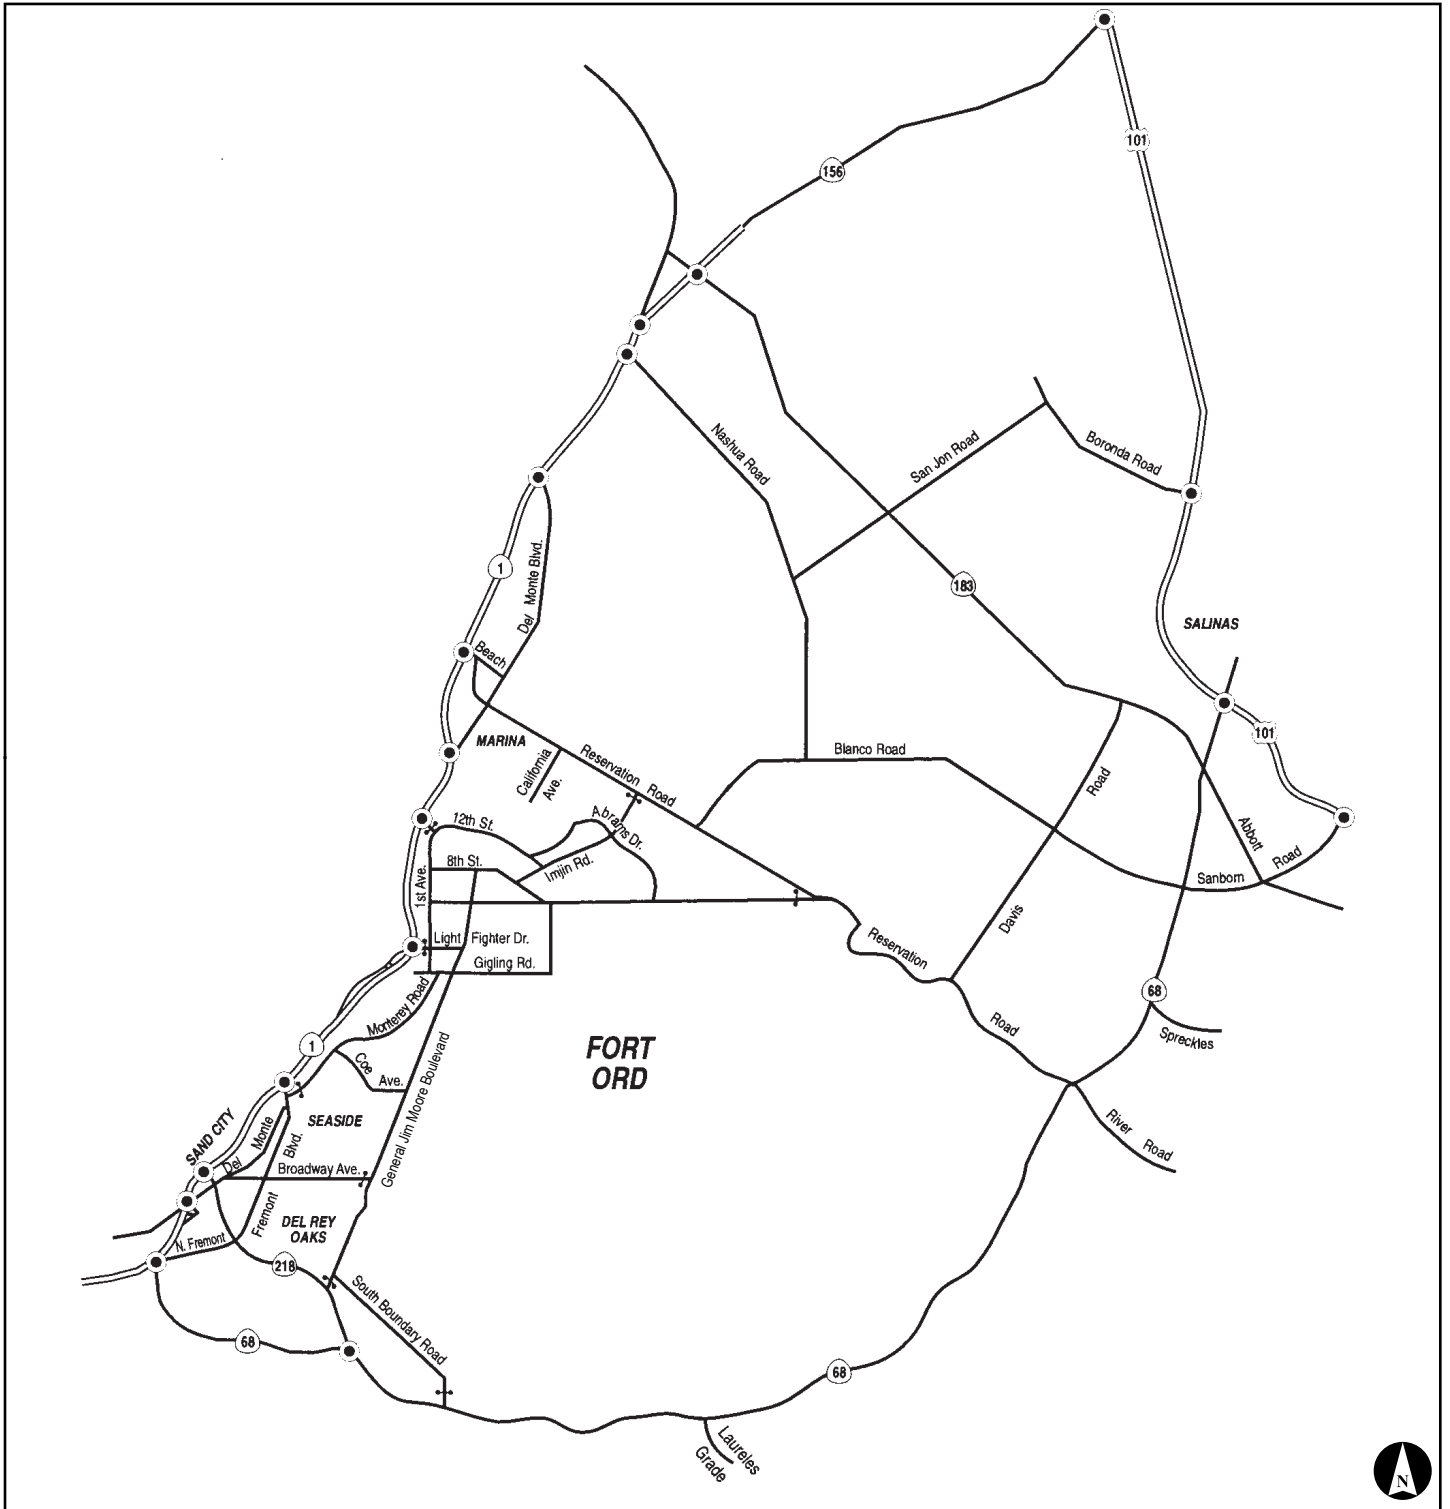 101
156
Nashua Road
San Jon Road
Boronda Road
1
Del Monte Blvd.
183
SALINAS
Beach
101
MARINA
California
Ave.
Reservation
Road
Blanco Road
Road
12th St.
Abrams Dr.
Abbott
Road
8th St.
Imjin Rd.
Sanborn
1st Ave.
Davis
Light Fighter Dr.
Reservation
Gigling Rd.
68
Monterey Road
Road
Spreckles
1
FORT
ORD
Coe
Ave.
General Jim Moore Boulevard
SAND CITY
Monte
Blvd.
SEASIDE
River
Road
Del
Broadway Ave.
Fremont
DEL REY
OAKS
N. Fremont
218
South Boundary Road
68
68
Laureles
Grade
N